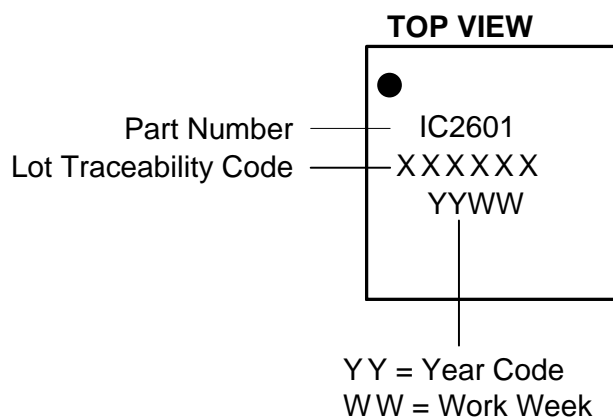 TOP VIEW
Part Number IC2601
Lot Traceability Code XXXXXX
YYWW
YY = Year Code
WW = Work Week